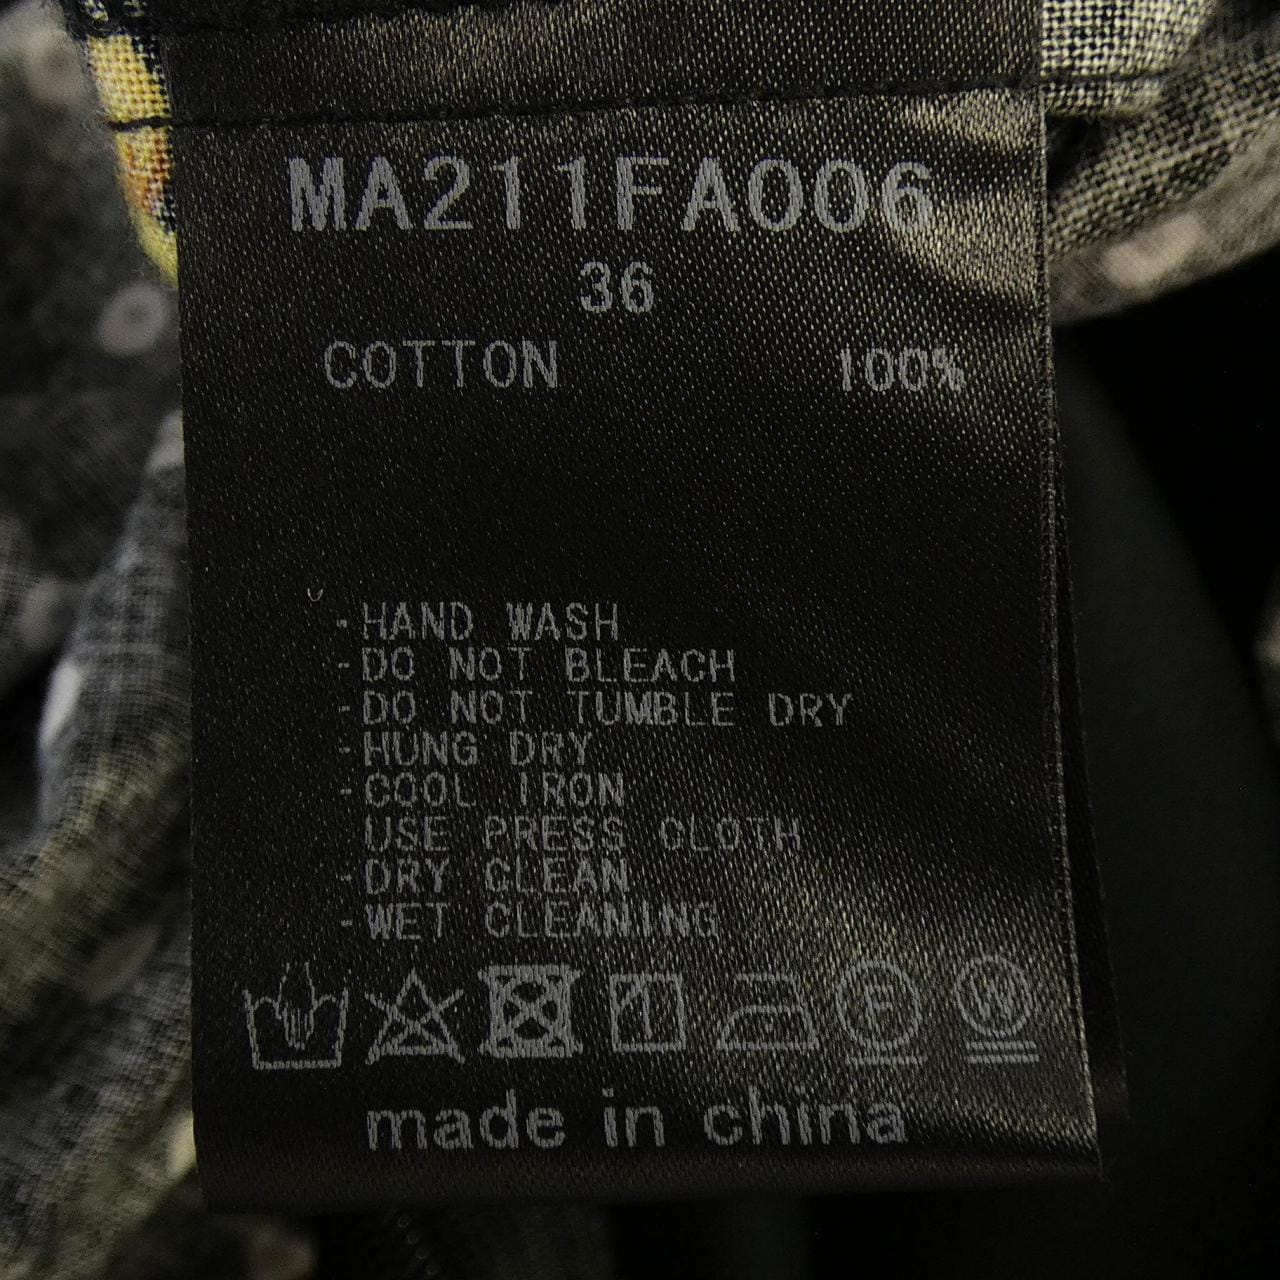 MA211FA006
36
COTTON 100%
-HAND WASH
-DO NOT BLEACH
-DO NOT TUMBLE DRY
-HUNG DRY
-COOL IRON
USE PRESS CLOTH
-DRY CLEAN
-WET CLEANING
F W
made in china